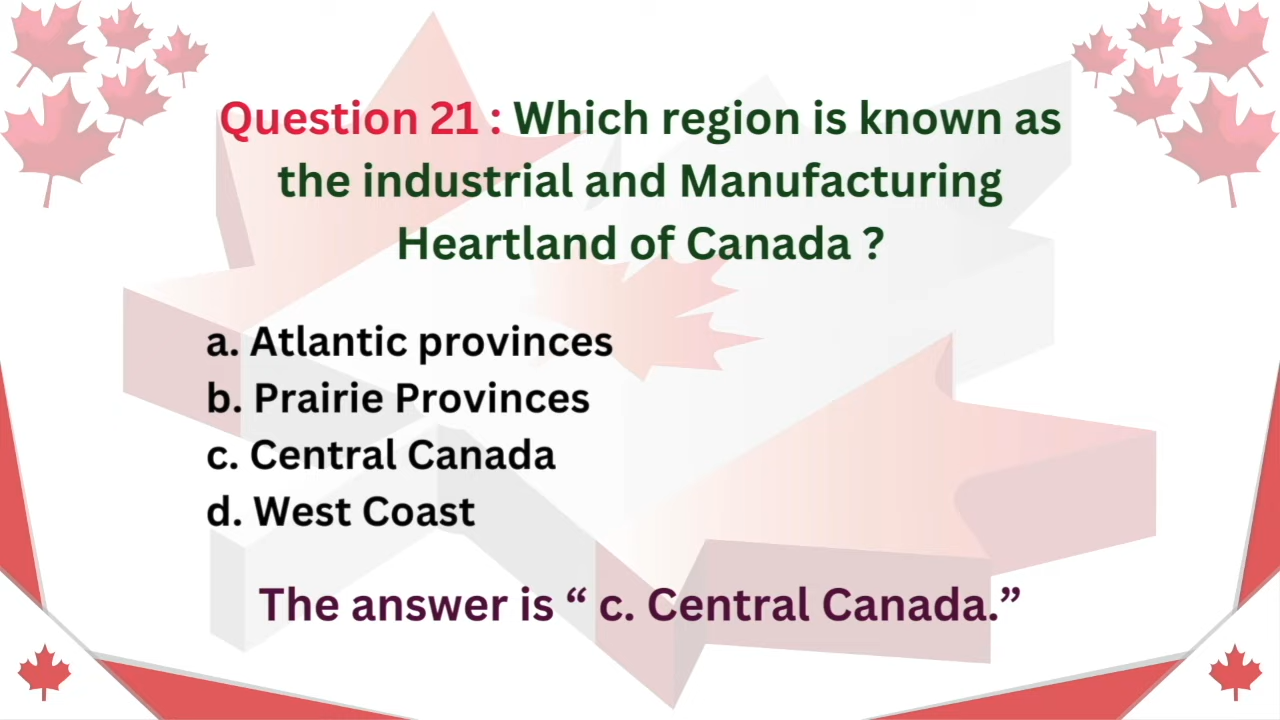 Question 21 : Which region is known as
the industrial and Manufacturing
Heartland of Canada ?
a. Atlantic provinces
b. Prairie Provinces
c. Central Canada
d. West Coast
The answer is “ c. Central Canada.”